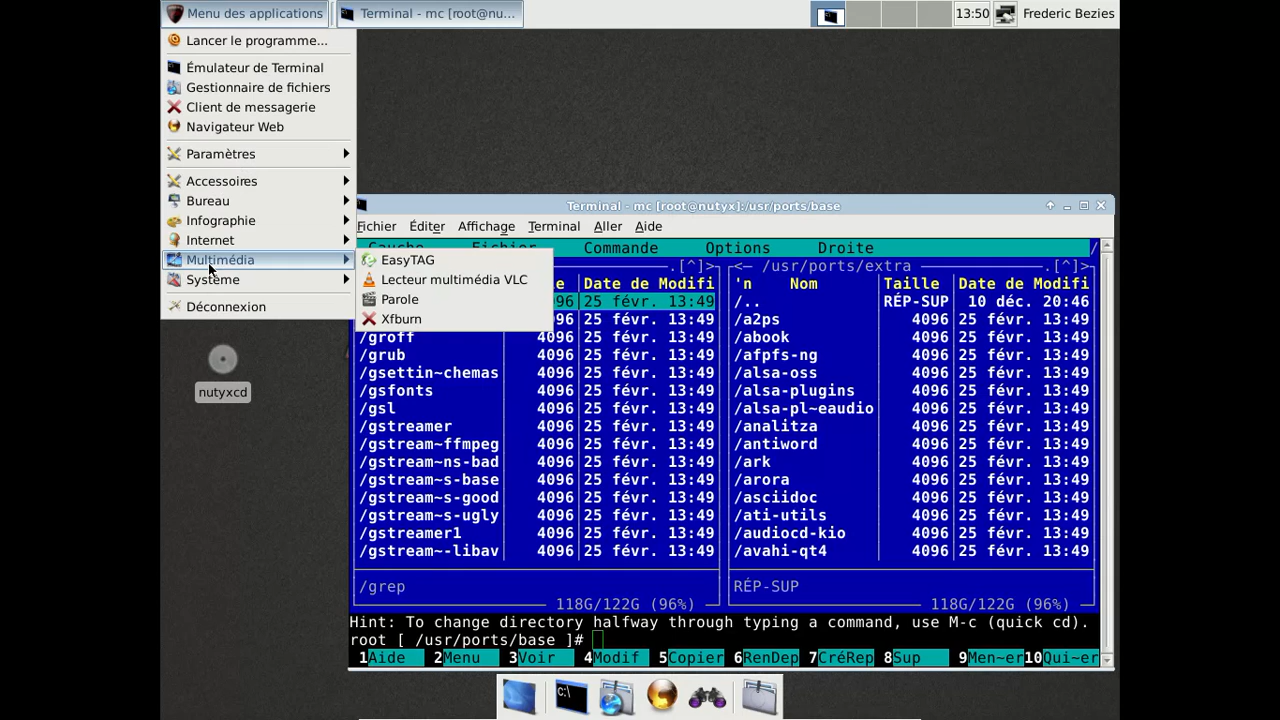 Menu des applications
Terminal - mc [root@nu...
13:50
Frederic Bezies
Lancer le programme...
Émulateur de Terminal
Gestionnaire de fichiers
Client de messagerie
Navigateur Web
Paramètres
Accessoires
Bureau
Infographie
Internet
Multimédia
Système
Déconnexion
EasyTAG
Lecteur multimédia VLC
Parole
Xfburn
nutyxcd
Terminal - mc [root@nutyx]:/usr/ports/base
Fichier Éditer Affichage Terminal Aller Aide
Gauche Fichier Commande Options Droite /
.[^]>
e Date de Modifi
096 25 févr. 13:49
/groff 4096 25 févr. 13:49
/grub 4096 25 févr. 13:49
/gsettin~chemas 4096 25 févr. 13:49
/gsfonts 4096 25 févr. 13:49
/gsl 4096 25 févr. 13:49
/gstreamer 4096 25 févr. 13:49
/gstream~ffmpeg 4096 25 févr. 13:49
/gstream~ns-bad 4096 25 févr. 13:49
/gstream~s-base 4096 25 févr. 13:49
/gstream~s-good 4096 25 févr. 13:49
/gstream~s-ugly 4096 25 févr. 13:49
/gstreamer1 4096 25 févr. 13:49
/gstream~-libav 4096 25 févr. 13:49
/grep
118G/122G (96%)
<─ /usr/ports/extra .[^]>
'n Nom Taille Date de Modifi
/.. RÉP-SUP 10 déc. 20:46
/a2ps 4096 25 févr. 13:49
/abook 4096 25 févr. 13:49
/afpfs-ng 4096 25 févr. 13:49
/alsa-oss 4096 25 févr. 13:49
/alsa-plugins 4096 25 févr. 13:49
/alsa-pl~eaudio 4096 25 févr. 13:49
/analitza 4096 25 févr. 13:49
/antiword 4096 25 févr. 13:49
/ark 4096 25 févr. 13:49
/arora 4096 25 févr. 13:49
/asciidoc 4096 25 févr. 13:49
/ati-utils 4096 25 févr. 13:49
/audiocd-kio 4096 25 févr. 13:49
/avahi-qt4 4096 25 févr. 13:49
RÉP-SUP
118G/122G (96%)
Hint: To change directory halfway through typing a command, use M-c (quick cd).
root [ /usr/ports/base ]#
1Aide 2Menu 3Voir 4Modif 5Copier 6RenDep 7CréRep 8Sup 9Men~er 10Qui~er
C:\